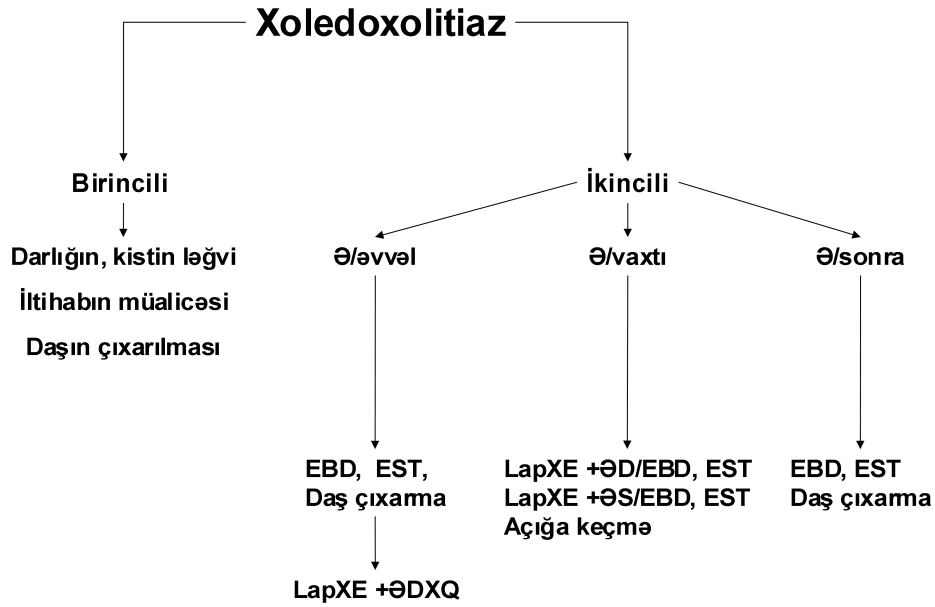 Xoledoxolitiaz
Birincili
Darlığın, kistin ləğvi
İltihabın müalicəsi
Daşın çıxarılması
İkincili
Ə/əvvəl
Ə/vaxtı
Ə/sonra
EBD, EST,
Daş çıxarma
LapXE +ƏDXQ
LapXE +ƏD/EBD, EST
LapXE +ƏS/EBD, EST
Açığa keçmə
EBD, EST
Daş çıxarma